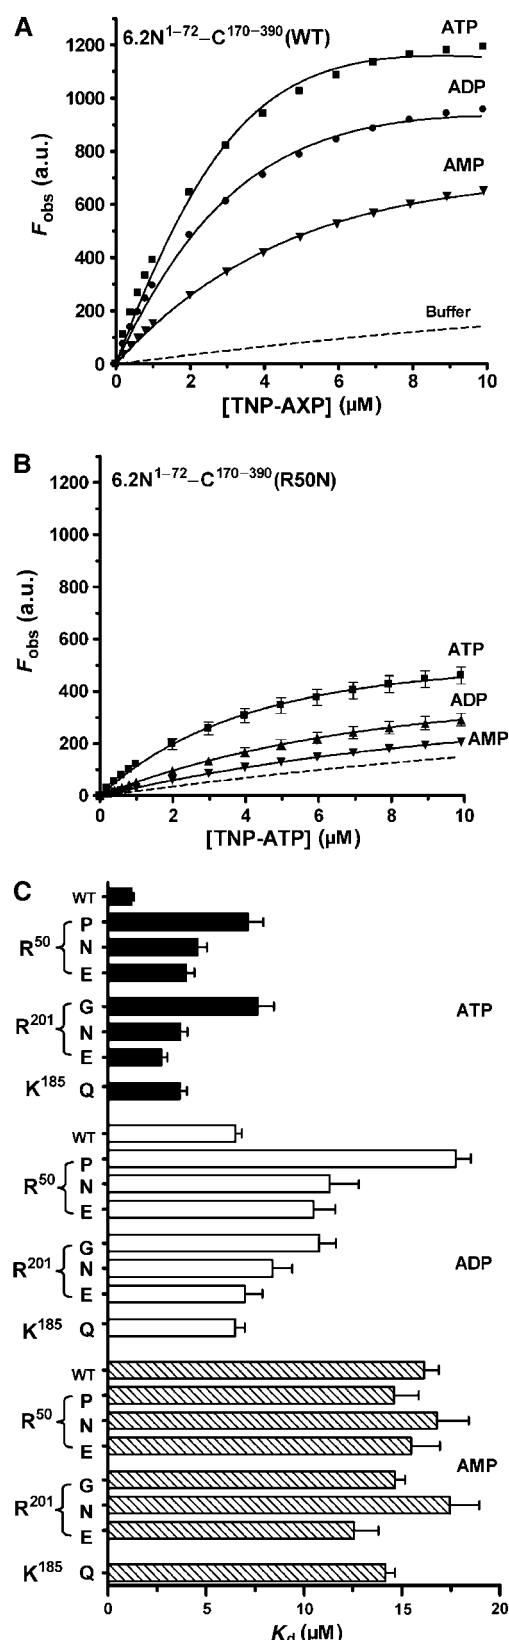 A
6.2N1–72–C170–390(WT)
ATP
ADP
AMP
Buffer
Fobs (a.u.)
1200
1000
800
600
400
200
0
0 2 4 6 8 10
[TNP-AXP] (μM)
B
6.2N1–72–C170–390(R50N)
ATP
ADP
AMP
Fobs (a.u.)
1200
1000
800
600
400
200
0
0 2 4 6 8 10
[TNP-ATP] (μM)
C
WT
R50 P
N
E
R201 G
N
E
K185 Q
ATP
WT
R50 P
N
E
R201 G
N
E
K185 Q
ADP
WT
R50 P
N
E
R201 G
N
E
K185 Q
AMP
0 5 10 15 20
Kd (μM)